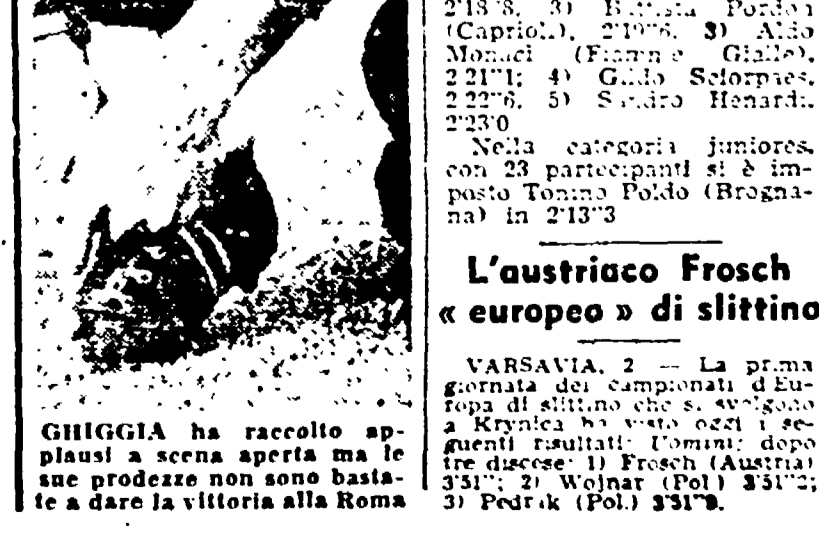 GHIGGIA ha raccolto ap-
plausi a scena aperta ma le
sue prodezze non sono basta-
te a dare la vittoria alla Roma
2'18"8. 3) Pordon
(Capriol.), 2'19"6. 3) Aldo
Monaci (Fiamme Gialle),
2'21"1; 4) Gildo Sciorpaes,
2'22"6. 5) Sandro Henardi,
2'23'0
Nella categoria juniores,
con 23 partecipanti si è im-
posto Tonino Poldo (Brogna-
na) in 2'13"3
L'austriaco Frosch
« europeo » di slittino
VARSAVIA, 2 — La prima
giornata dei campionati d'Eu-
ropa di slittino che si svolgono
a Krynica ha visto oggi i se-
guenti risultati: Uomini; dopo
tre discese: 1) Frosch (Austria)
3'51"; 2) Wojnar (Pol) 3'51"2;
3) Pedrak (Pol.) 3'51"9.